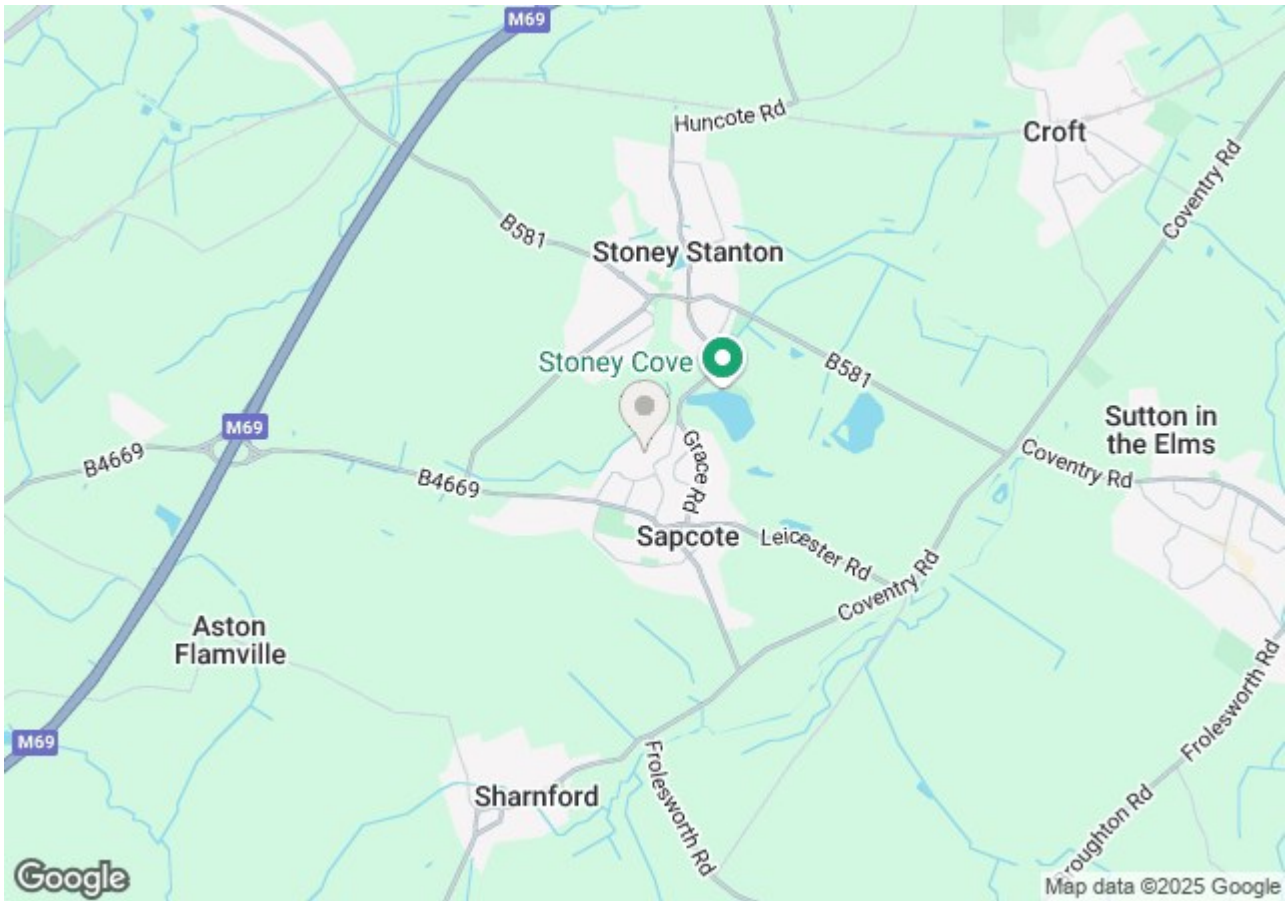 M69
Huncote Rd
Croft
Coventry Rd
B581
Stoney Stanton
Stoney Cove
B581
M69
Sutton in
the Elms
B4669
B4669
Grace Rd
Coventry Rd
Sapcote
Leicester Rd
Coventry Rd
Aston
Flamville
M69
Frolesworth Rd
Sharnford
Frolesworth Rd
Broughton Rd
Google
Map data ©2025 Google